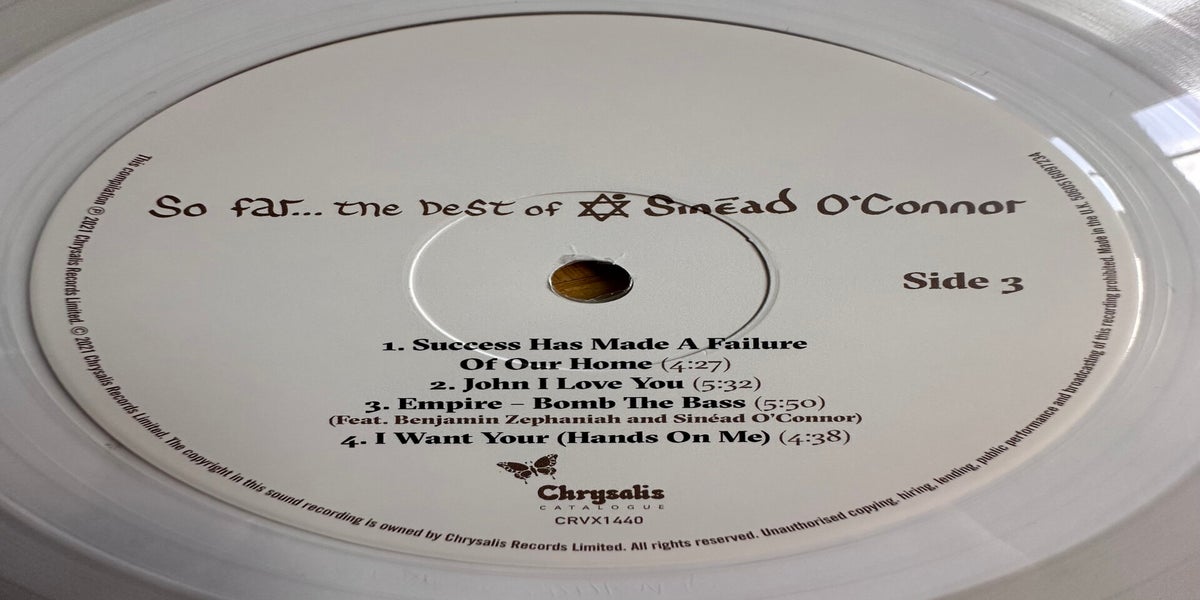 So far... the best of ✡ Sinéad O'Connor
Side 3
1. Success Has Made A Failure
Of Our Home (4:27)
2. John I Love You (5:32)
3. Empire – Bomb The Bass (5:50)
(Feat. Benjamin Zephaniah and Sinéad O'Connor)
4. I Want Your (Hands On Me) (4:38)
Chrysalis
CATALOGUE
CRVX1440
This compilation ℗ 2021 Chrysalis Records Limited. © 2021 Chrysalis Records Limited. The copyright in this sound recording is owned by Chrysalis Records Limited. All rights reserved. Unauthorised copying, hiring, lending, public performance and broadcasting of this record prohibited. Made in the U.K. 5060516097234